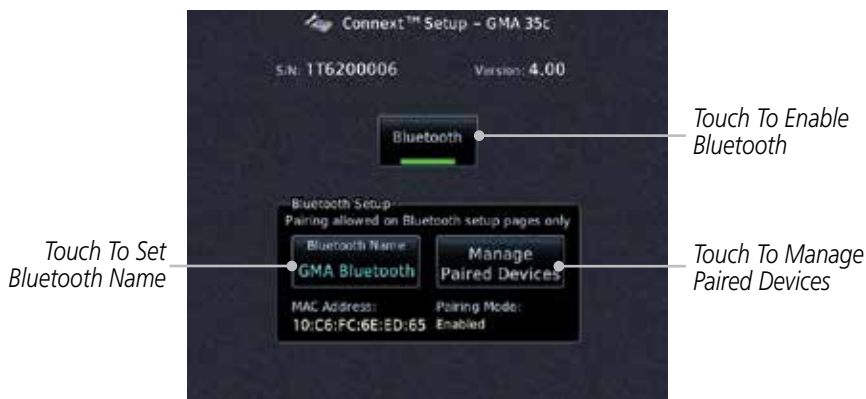 Connext™ Setup – GMA 35c
S/N: 1T6200006 Version: 4.00
Bluetooth
Touch To Enable
Bluetooth
Bluetooth Setup
Pairing allowed on Bluetooth setup pages only
Touch To Set
Bluetooth Name
Bluetooth Name
GMA Bluetooth
Manage
Paired Devices
Touch To Manage
Paired Devices
MAC Address: Pairing Mode:
10:C6:FC:6E:ED:65 Enabled